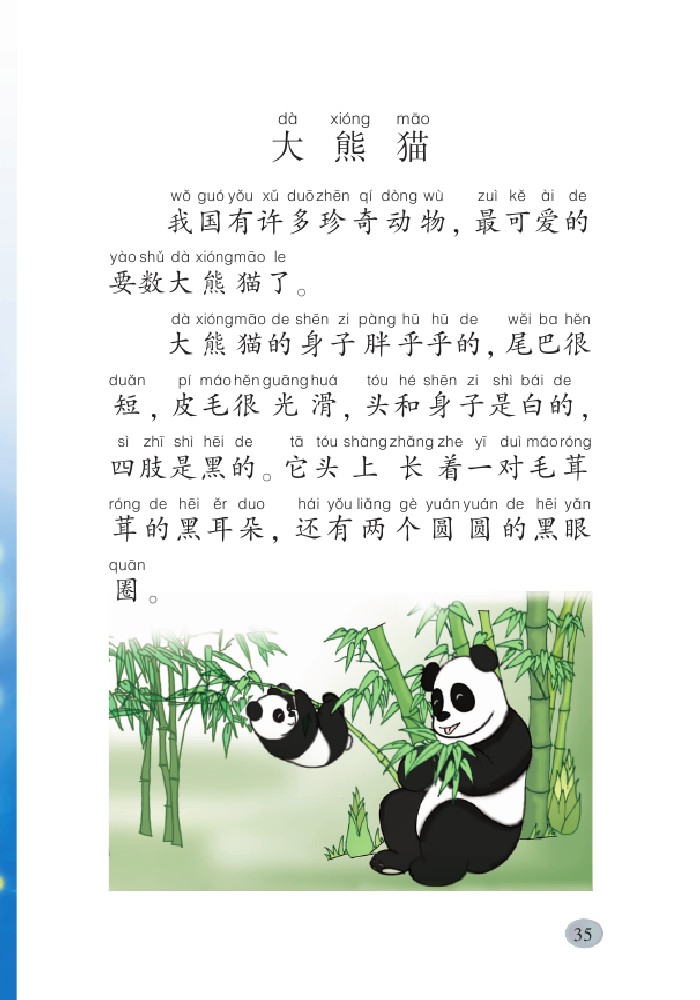 dà xióng māo
大熊猫
wǒ guó yǒu xǔ duō zhēn qí dòng wù zuì kě ài de
我国有许多珍奇动物，最可爱的
yào shǔ dà xióng māo le
要数大熊猫了。
dà xióng māo de shēn zi pàng hū hū de wěi ba hěn
大熊猫的身子胖乎乎的，尾巴很
duǎn pí máo hěn guāng huá tóu hé shēn zi shì bái de
短，皮毛很光滑，头和身子是白的，
sì zhī shì hēi de tā tóu shàng zhǎng zhe yí duì máo róng
四肢是黑的。它头上长着一对毛茸
róng de hēi ěr duo hái yǒu liǎng gè yuán yuán de hēi yǎn
茸的黑耳朵，还有两个圆圆的黑眼
quān
圈。
35